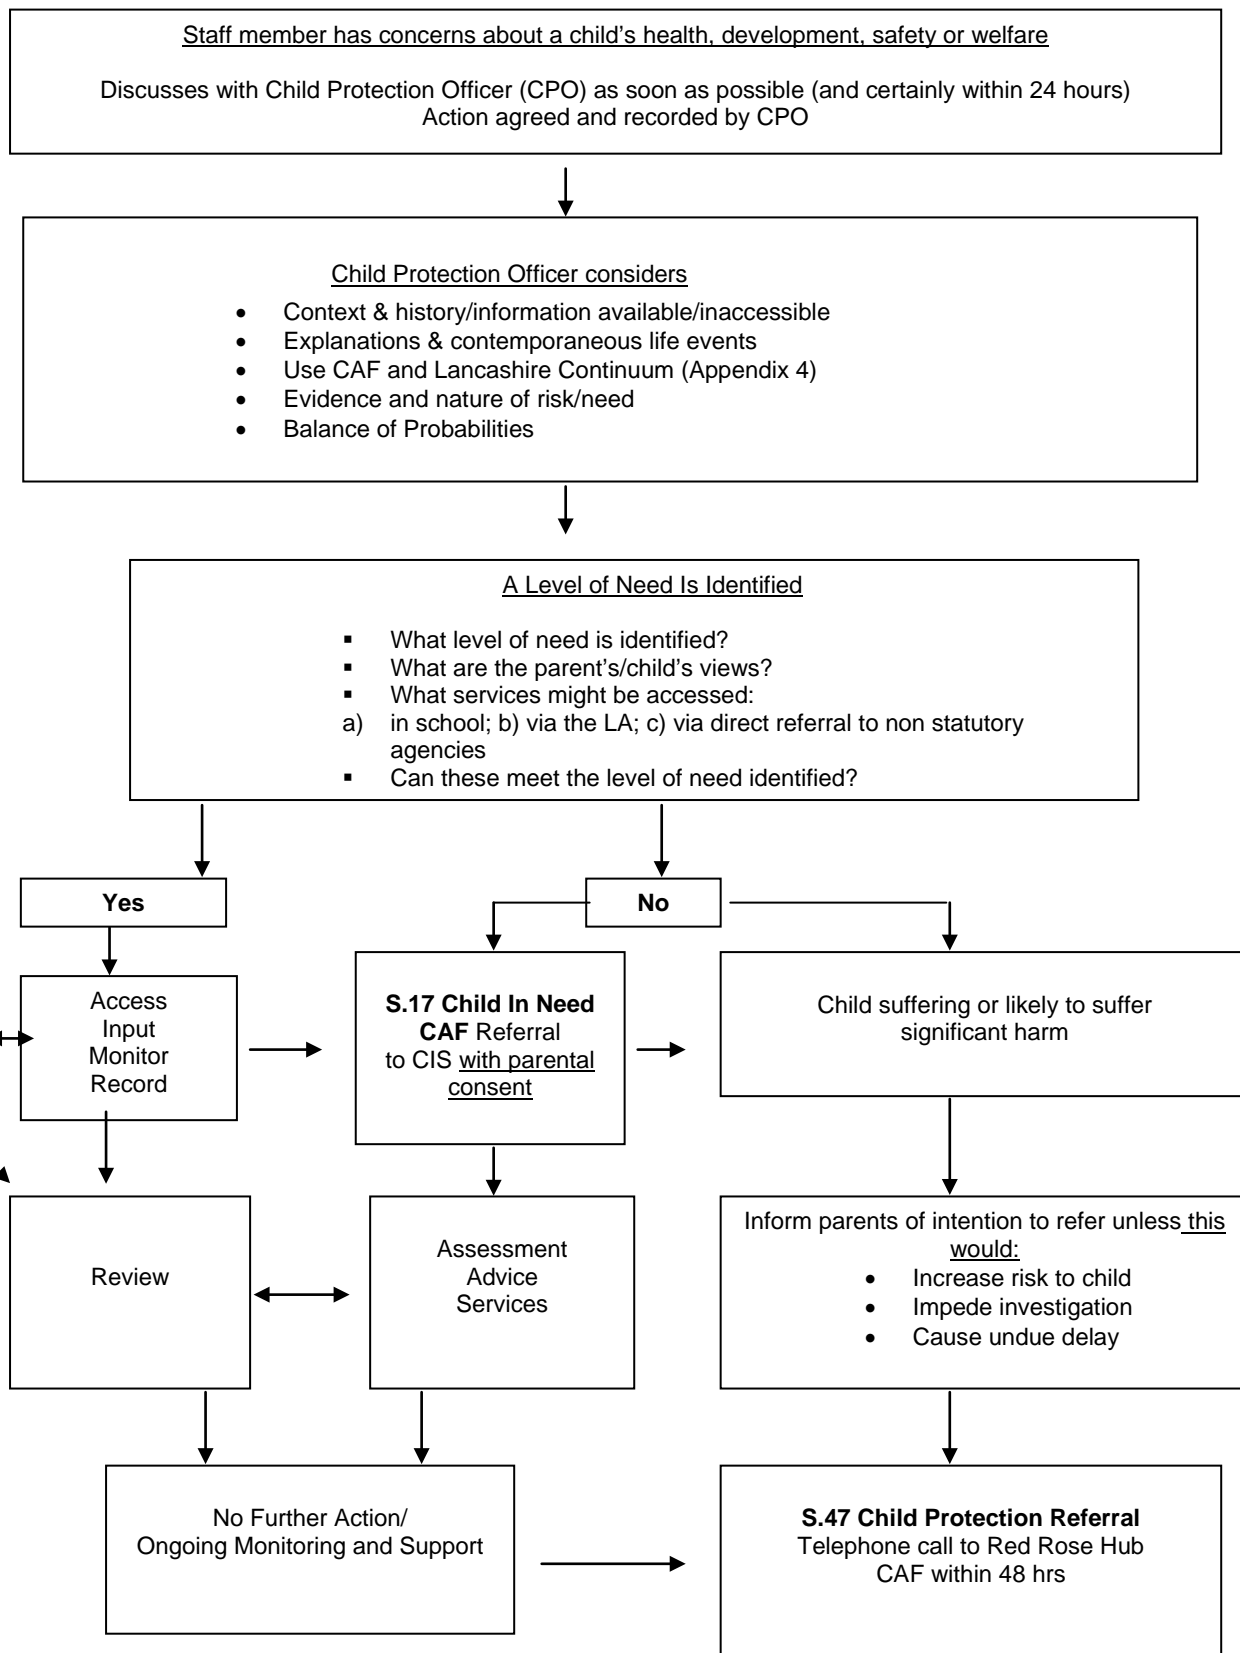 Staff member has concerns about a child's health, development, safety or welfare
Discusses with Child Protection Officer (CPO) as soon as possible (and certainly within 24 hours)
Action agreed and recorded by CPO
Child Protection Officer considers
• Context & history/information available/inaccessible
• Explanations & contemporaneous life events
• Use CAF and Lancashire Continuum (Appendix 4)
• Evidence and nature of risk/need
• Balance of Probabilities
A Level of Need Is Identified
▪ What level of need is identified?
▪ What are the parent's/child's views?
▪ What services might be accessed:
a) in school; b) via the LA; c) via direct referral to non statutory
agencies
▪ Can these meet the level of need identified?
Yes
No
Access
Input
Monitor
Record
S.17 Child In Need
CAF Referral
to CIS with parental
consent
Child suffering or likely to suffer
significant harm
Review
Assessment
Advice
Services
Inform parents of intention to refer unless this
would:
• Increase risk to child
• Impede investigation
• Cause undue delay
No Further Action/
Ongoing Monitoring and Support
S.47 Child Protection Referral
Telephone call to Red Rose Hub
CAF within 48 hrs